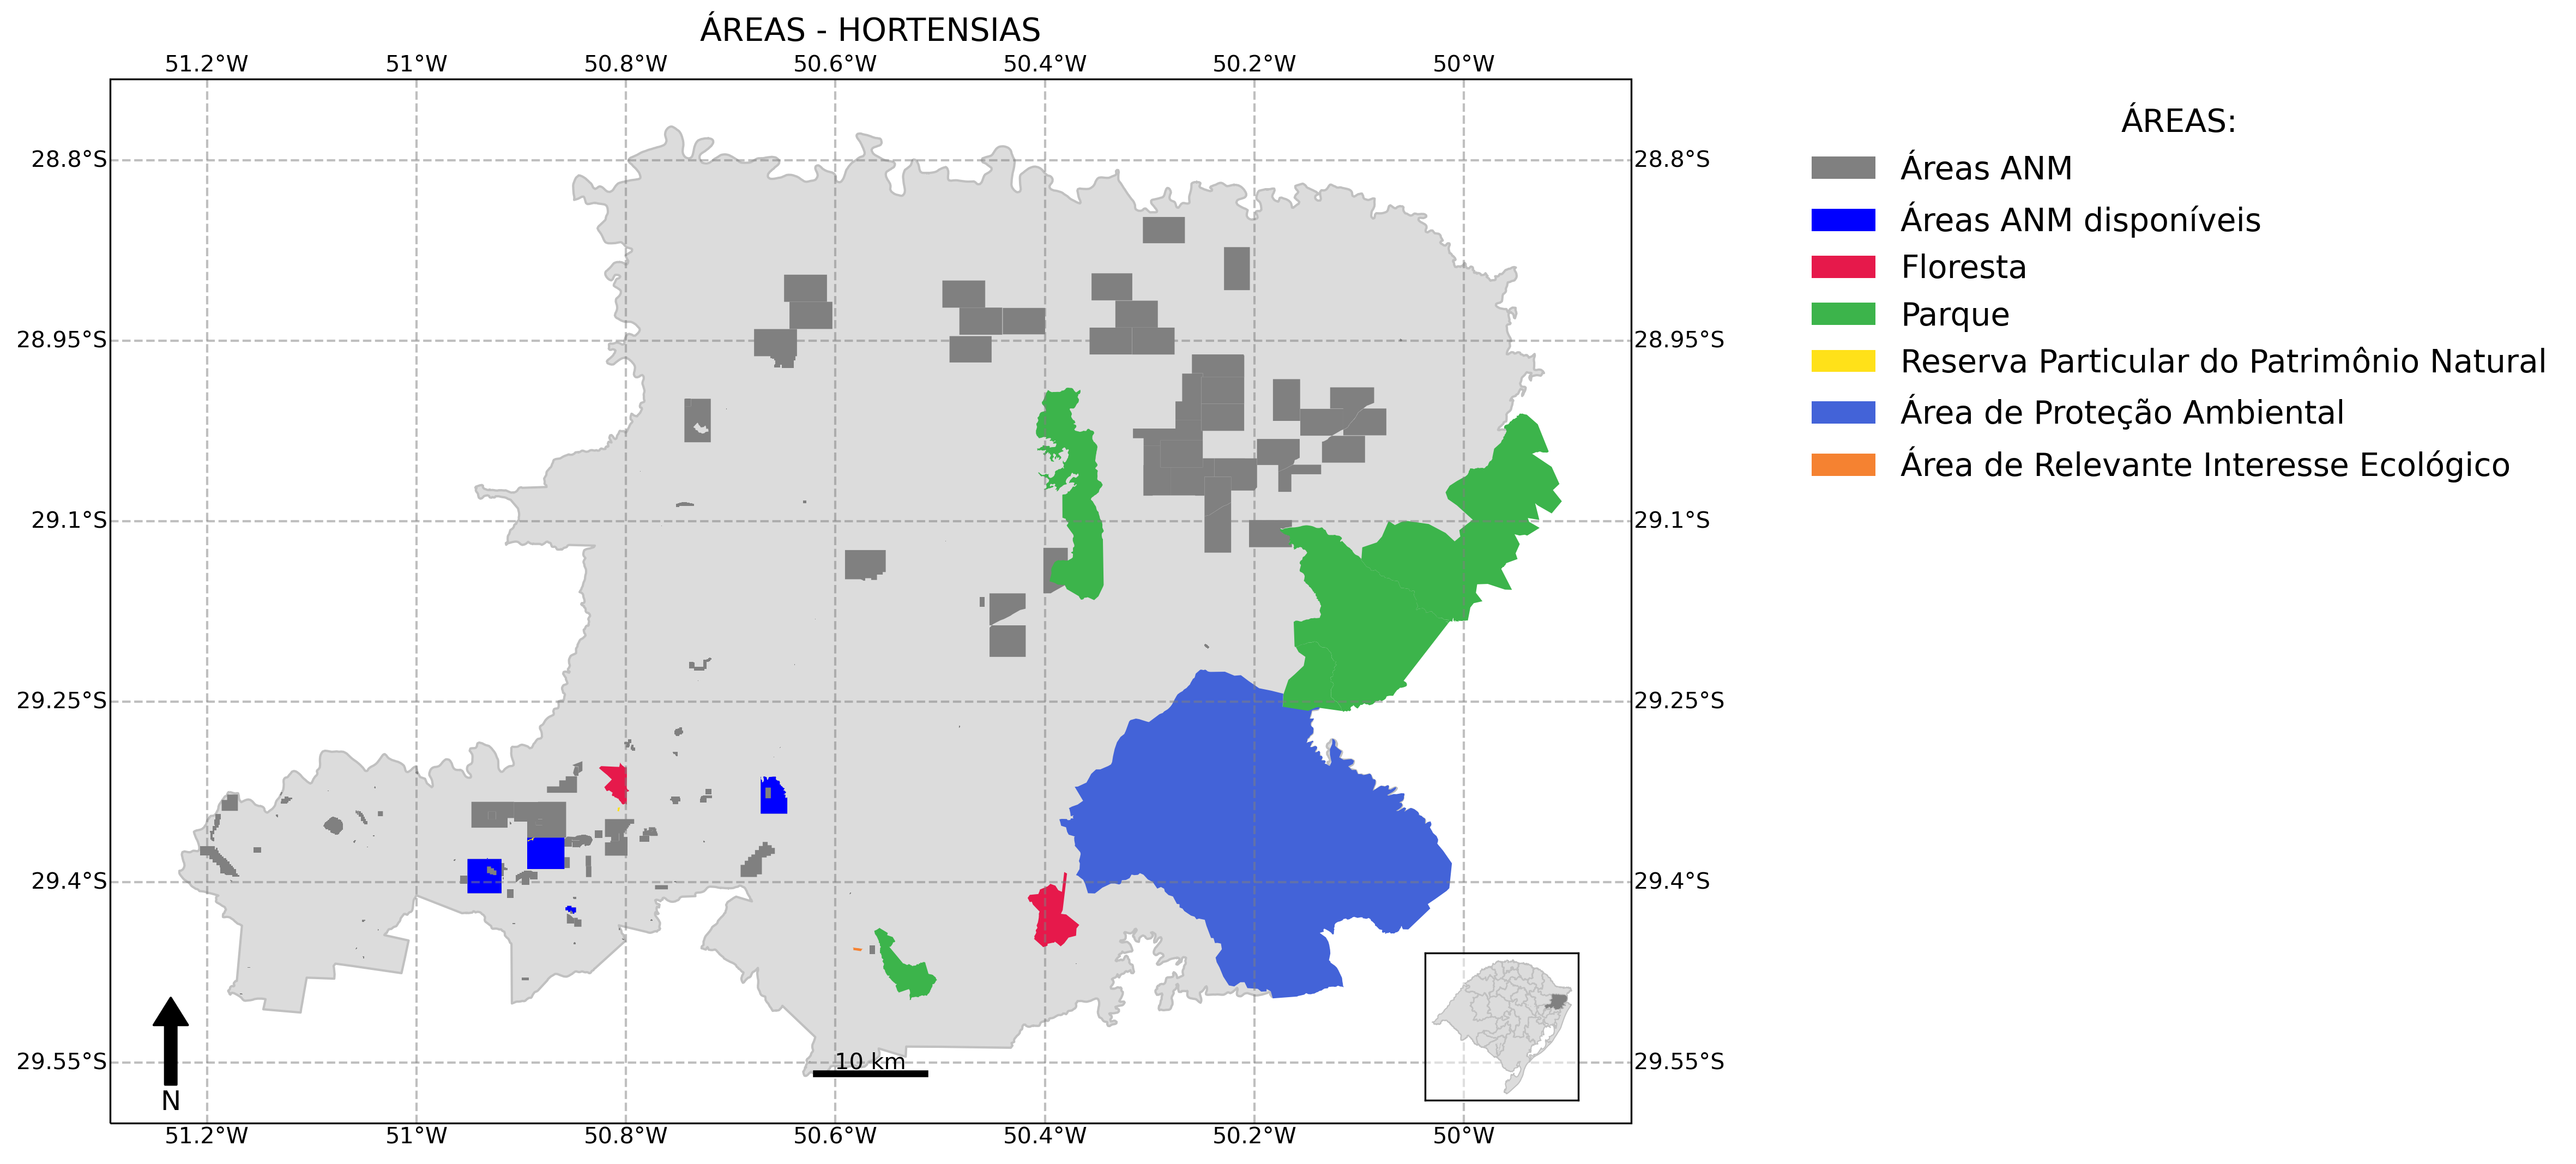 ÁREAS - HORTENSIAS
51.2°W 51°W 50.8°W 50.6°W 50.4°W 50.2°W 50°W
ÁREAS:
Áreas ANM
Áreas ANM disponíveis
Floresta
Parque
Reserva Particular do Patrimônio Natural
Área de Proteção Ambiental
Área de Relevante Interesse Ecológico
28.8°S 28.8°S
28.95°S 28.95°S
29.1°S 29.1°S
29.25°S 29.25°S
29.4°S 29.4°S
29.55°S 29.55°S
10 km
N
51.2°W 51°W 50.8°W 50.6°W 50.4°W 50.2°W 50°W